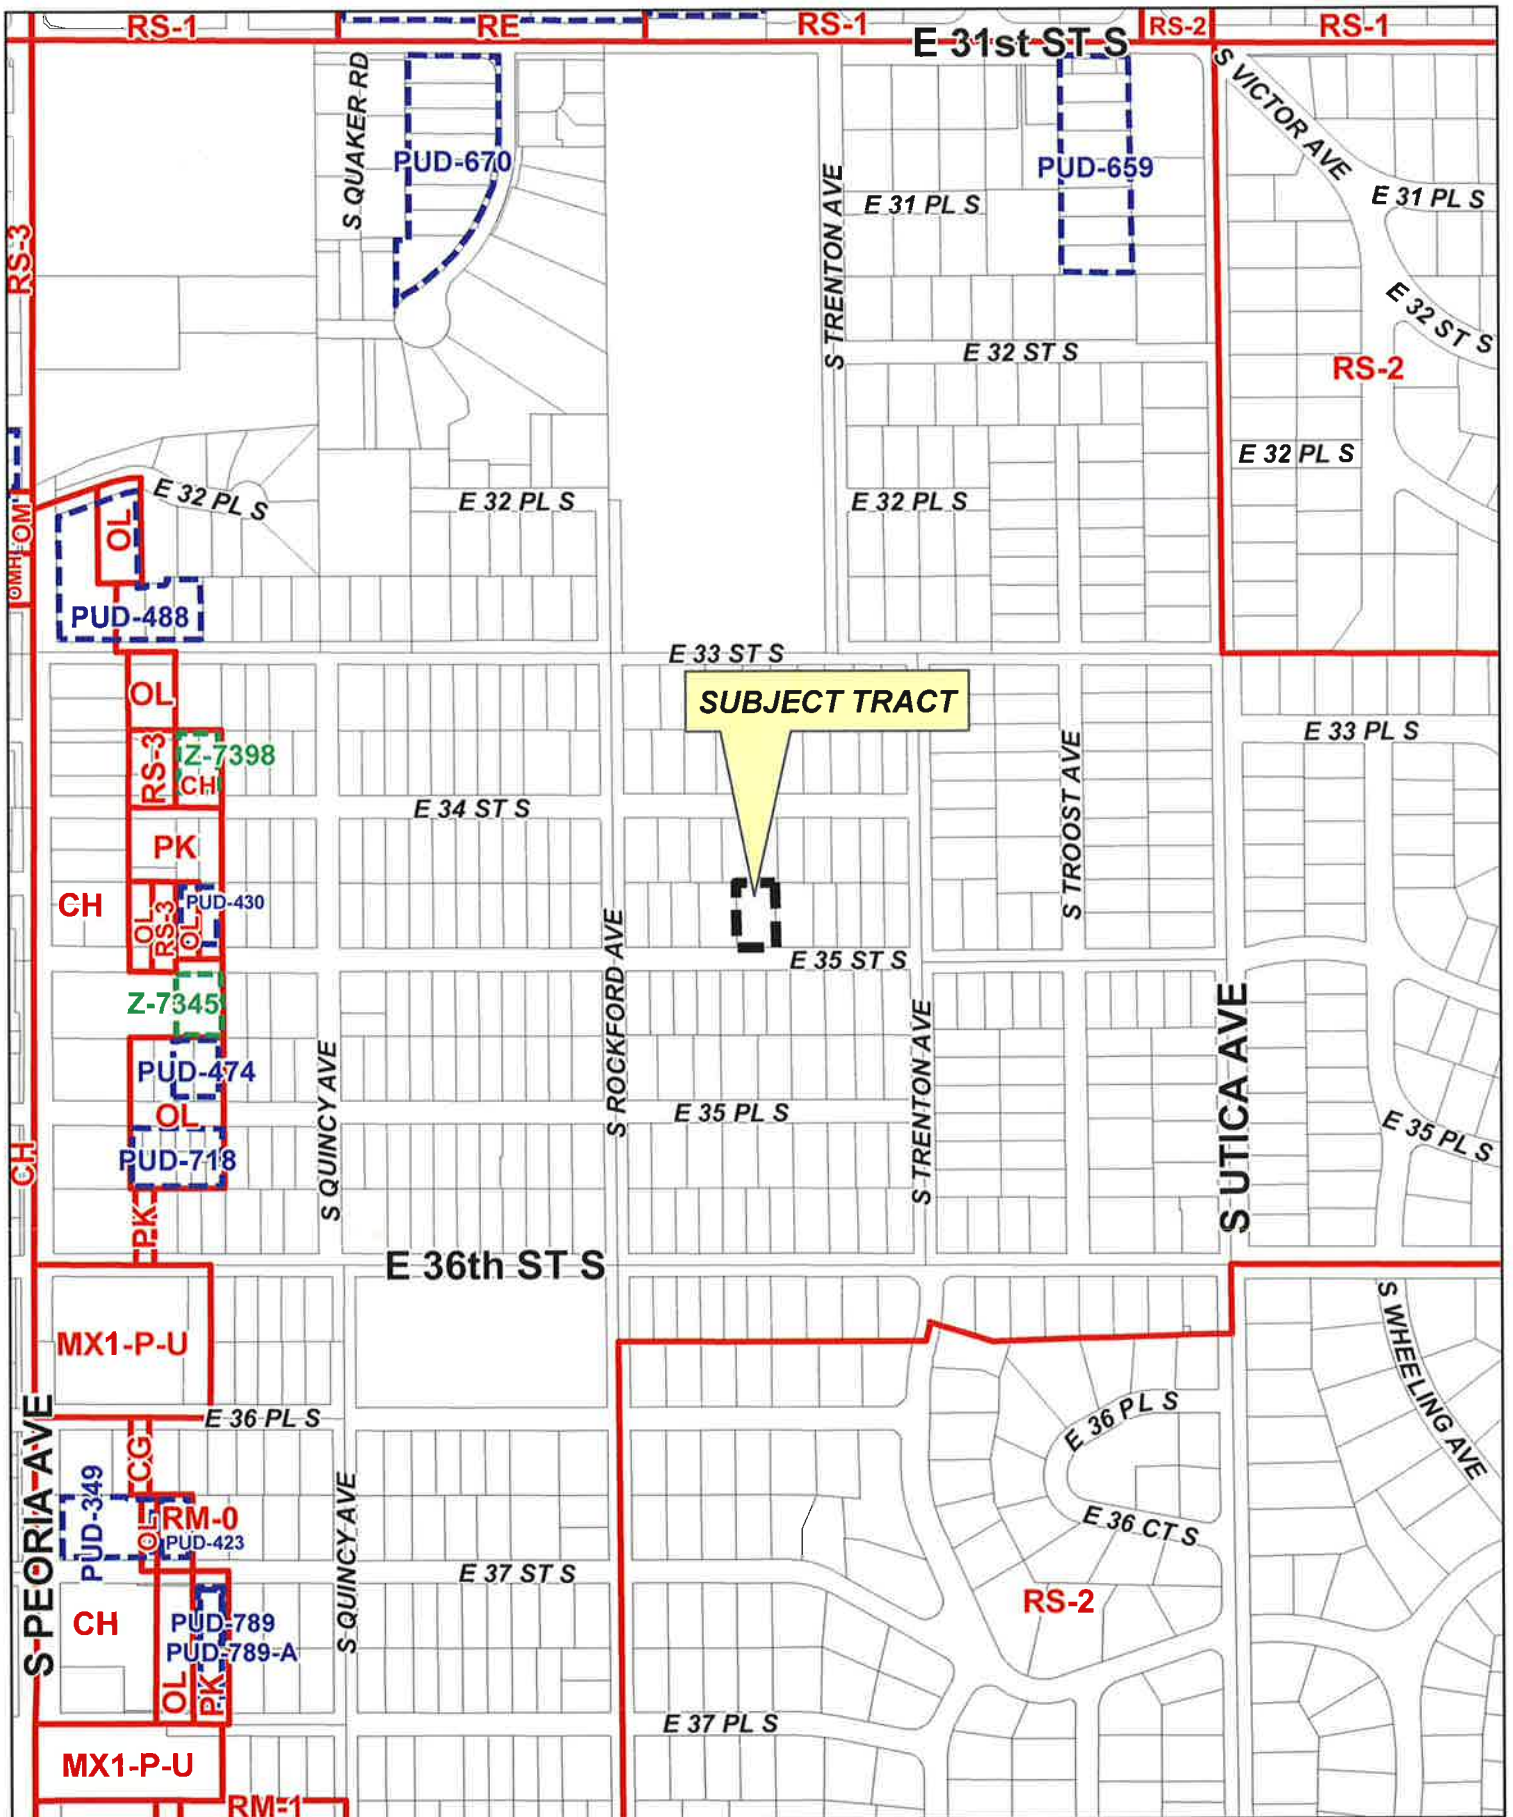 RS-1
RE
RS-1
RS-2
RS-1
E 31st ST S
S VICTOR AVE
S QUAKER RD
PUD-670
PUD-659
S TRENTON AVE
E 31 PL S
E 31 PL S
RS-3
E 32 ST S
E 32 ST S
RS-2
E 32 PL S
E 32 PL S
E 32 PL S
E 32 PL S
OL
OM
OMH
PUD-488
E 33 ST S
OL
SUBJECT TRACT
E 33 PL S
RS-3
Z-7398
CH
S TROOST AVE
E 34 ST S
PK
CH
OL
RS-3
OL
PUD-430
S ROCKFORD AVE
E 35 ST S
Z-7345
S UTICA AVE
S TRENTON AVE
S QUINCY AVE
PUD-474
OL
E 35 PL S
E 35 PL S
CH
PUD-718
PK
E 36th ST S
MX1-P-U
S WHEELING AVE
S PEORIA AVE
E 36 PL S
E 36 PL S
CG
PUD-349
OL
RM-0
PUD-423
S QUINCY AVE
E 36 CT S
E 37 ST S
RS-2
CH
PUD-789
PUD-789-A
OL
PK
E 37 PL S
MX1-P-U
RM-1